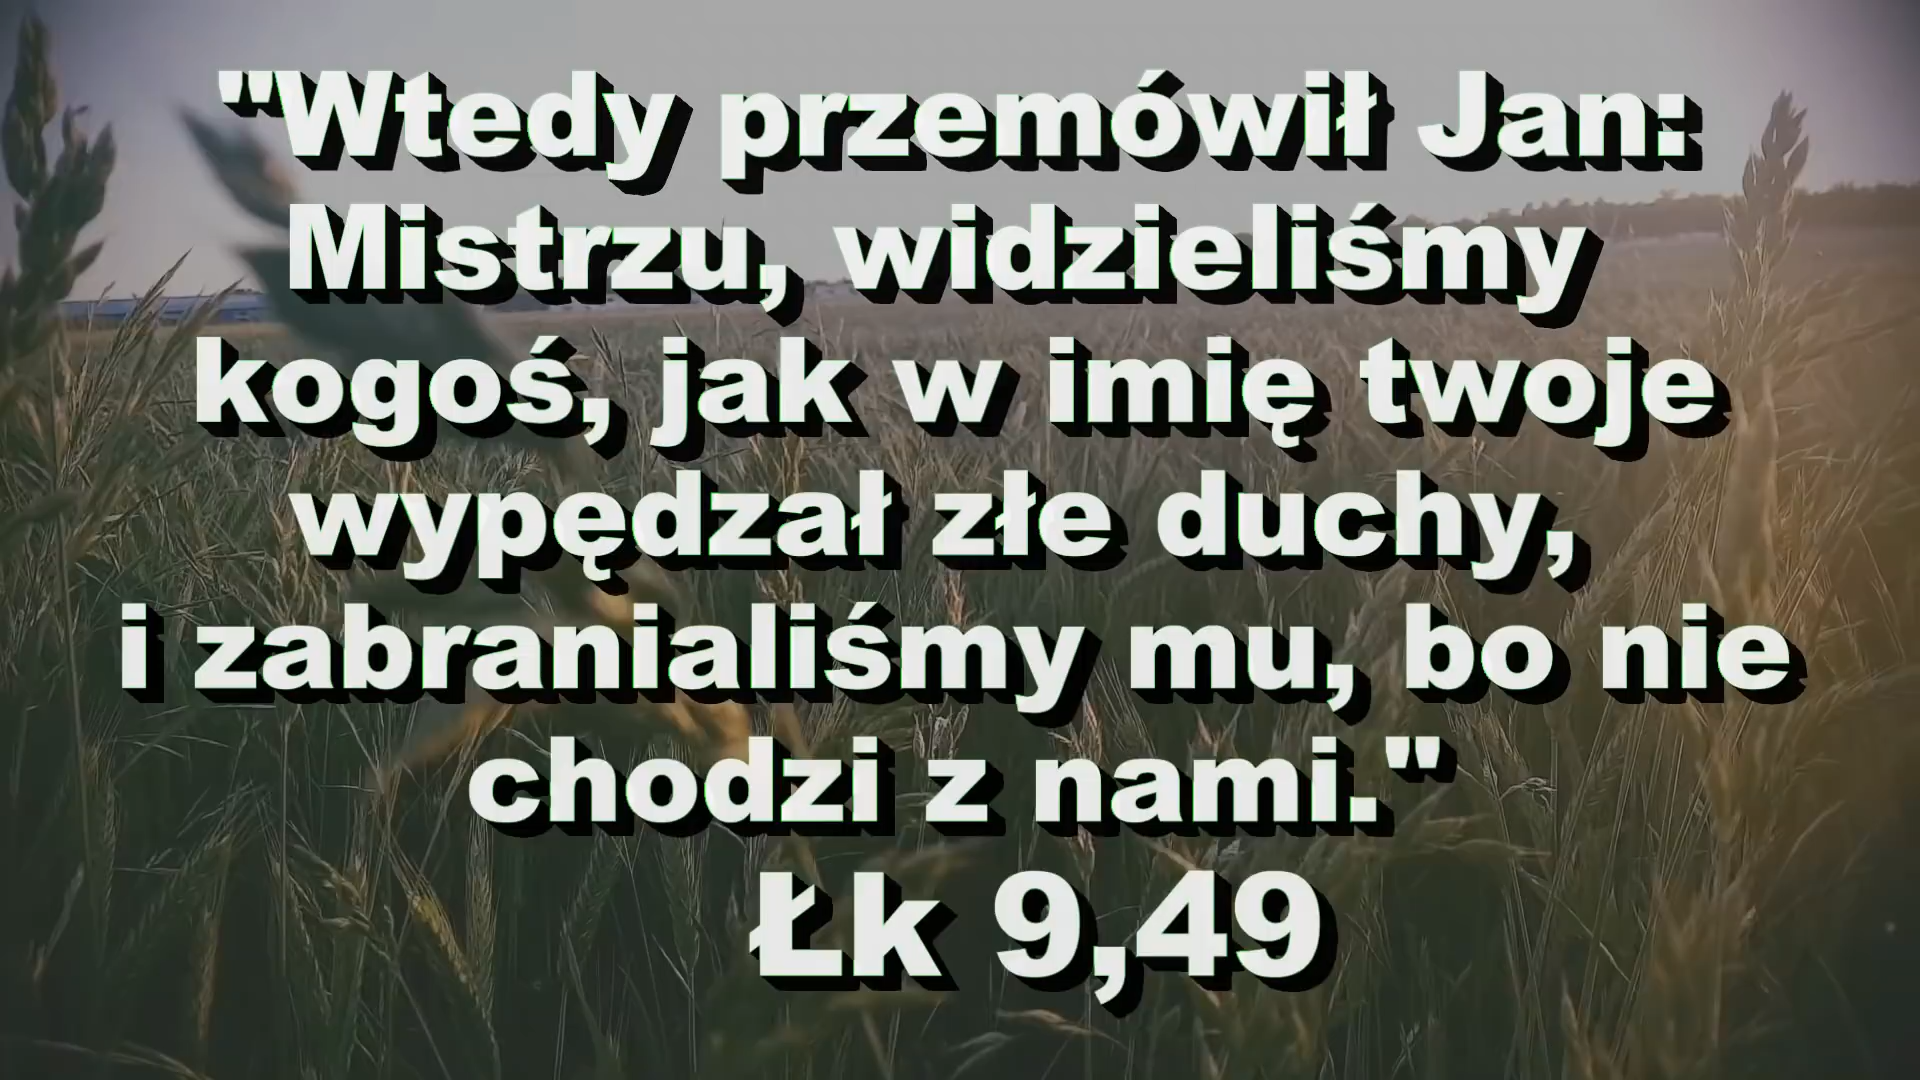 "Wtedy przemówił Jan:
Mistrzu, widzieliśmy
kogoś, jak w imię twoje
wypędzał złe duchy,
i zabranialiśmy mu, bo nie
chodzi z nami."
Łk 9,49